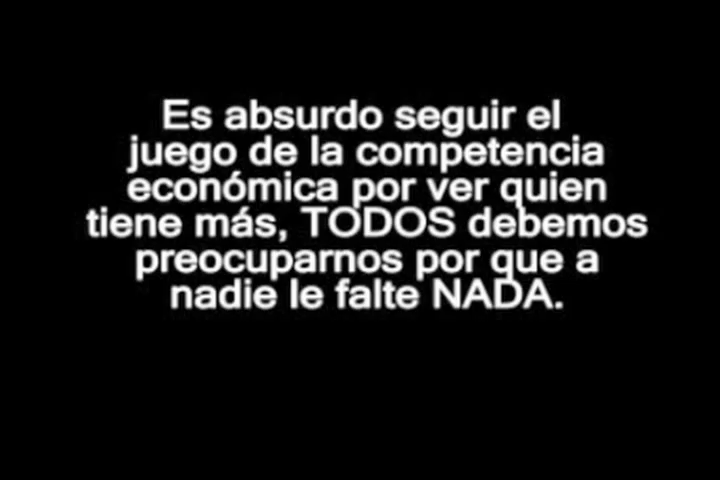 Es absurdo seguir el
juego de la competencia
económica por ver quien
tiene más, TODOS debemos
preocuparnos por que a
nadie le falte NADA.